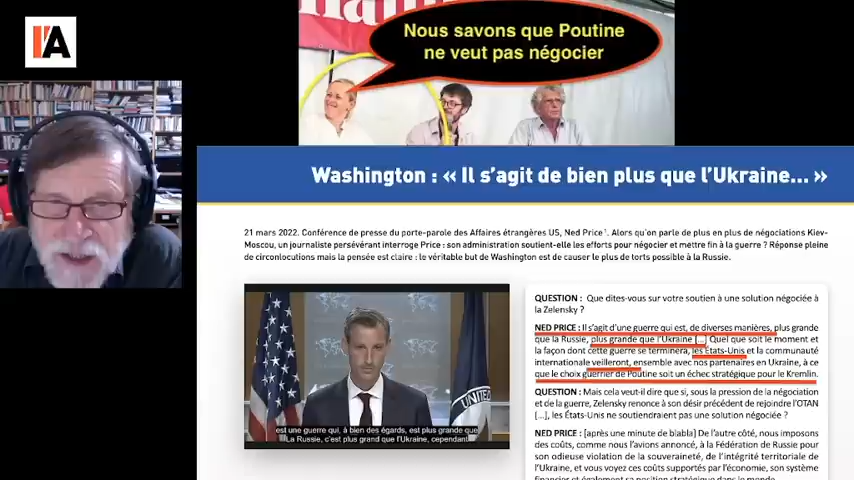 IA
Nous savons que Poutine
ne veut pas négocier
Washington : « Il s'agit de bien plus que l'Ukraine... »
21 mars 2022. Conférence de presse du porte-parole des Affaires étrangères US, Ned Price¹. Alors qu'on parle de plus en plus de négociations Kiev-
Moscou, un journaliste persévérant interroge Price : son administration soutient-elle les efforts pour négocier et mettre fin à la guerre ? Réponse pleine
de circonlocutions mais la pensée est claire : le véritable but de Washington est de causer le plus de torts possible à la Russie.
est une guerre qui, à bien des égards, est plus grande que
La Russie, c'est plus grand que l'Ukraine, cependant
QUESTION : Que dites-vous sur votre soutien à une solution négociée à
la Zelensky ?
NED PRICE : Il s'agit d'une guerre qui est, de diverses manières, plus grande
que la Russie, plus grande que l'Ukraine [...] Quel que soit le moment et
la façon dont cette guerre se terminera, les États-Unis et la communauté
internationale veilleront, ensemble avec nos partenaires en Ukraine, à ce
que le choix guerrier de Poutine soit un échec stratégique pour le Kremlin.
QUESTION : Mais cela veut-il dire que si, sous la pression de la négociation
et de la guerre, Zelensky renonce à son désir précédent de rejoindre l'OTAN
[...], les États-Unis ne soutiendraient pas une solution négociée ?
NED PRICE : [après une minute de blabla] De l'autre côté, nous imposons
des coûts, comme nous l'avions annoncé, à la Fédération de Russie pour
son odieuse violation de la souveraineté, de l'intégrité territoriale de
l'Ukraine, et vous voyez ces coûts supportés par l'économie, son système
financier et également sa position stratégique dans le monde